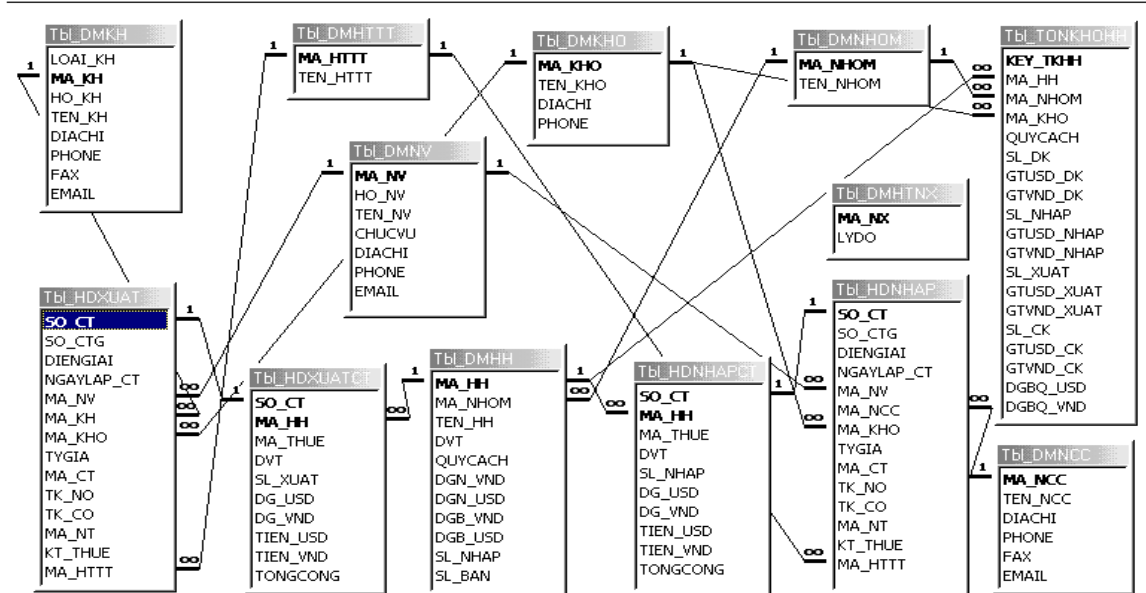 Tbl_DMKH
LOAI_KH
MA_KH
HO_KH
TEN_KH
DIACHI
PHONE
FAX
EMAIL
Tbl_DMHTTT
MA_HTTT
TEN_HTTT
Tbl_DMKHO
MA_KHO
TEN_KHO
DIACHI
PHONE
Tbl_DMNHOM
MA_NHOM
TEN_NHOM
Tbl_TONKHOHH
KEY_TKHH
MA_HH
MA_NHOM
MA_KHO
QUYCACH
SL_DK
GTUSD_DK
GTVND_DK
SL_NHAP
GTUSD_NHAP
GTVND_NHAP
SL_XUAT
GTUSD_XUAT
GTVND_XUAT
SL_CK
GTUSD_CK
GTVND_CK
DGBQ_USD
DGBQ_VND
Tbl_DMNV
MA_NV
HO_NV
TEN_NV
CHUCVU
DIACHI
PHONE
EMAIL
Tbl_DMHTNX
MA_NX
LYDO
Tbl_HDXUAT
SO_CT
SO_CTG
DIENGIAI
NGAYLAP_CT
MA_NV
MA_KH
MA_KHO
TYGIA
MA_CT
TK_NO
TK_CO
MA_NT
KT_THUE
MA_HTTT
Tbl_HDXUATCT
SO_CT
MA_HH
MA_THUE
DVT
SL_XUAT
DG_USD
DG_VND
TIEN_USD
TIEN_VND
TONGCONG
Tbl_DMHH
MA_HH
MA_NHOM
TEN_HH
DVT
QUYCACH
DGN_VND
DGN_USD
DGB_VND
DGB_USD
SL_NHAP
SL_BAN
Tbl_HDNHAPCT
SO_CT
MA_HH
MA_THUE
DVT
SL_NHAP
DG_USD
DG_VND
TIEN_USD
TIEN_VND
TONGCONG
Tbl_HDNHAP
SO_CT
SO_CTG
DIENGIAI
NGAYLAP_CT
MA_NV
MA_NCC
MA_KHO
TYGIA
MA_CT
TK_NO
TK_CO
MA_NT
KT_THUE
MA_HTTT
Tbl_DMNCC
MA_NCC
TEN_NCC
DIACHI
PHONE
FAX
EMAIL